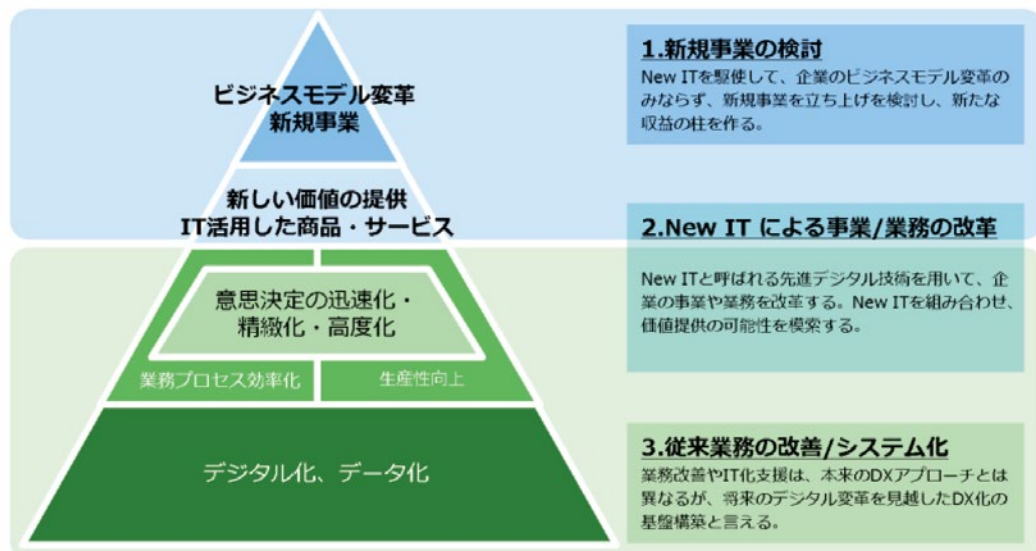 ビジネスモデル変革
新規事業
新しい価値の提供
IT活用した商品・サービス
意思決定の迅速化・
精緻化・高度化
業務プロセス効率化
生産性向上
デジタル化、データ化
1.新規事業の検討
New ITを駆使して、企業のビジネスモデル変革の
みならず、新規事業を立ち上げを検討し、新たな
収益の柱を作る。
2.New IT による事業/業務の改革
New ITと呼ばれる先進デジタル技術を用いて、企
業の事業や業務を改革する。New ITを組み合わせ、
価値提供の可能性を模索する。
3.従来業務の改善/システム化
業務改善やIT化支援は、本来のDXアプローチとは
異なるが、将来のデジタル変革を見越したDX化の
基盤構築と言える。